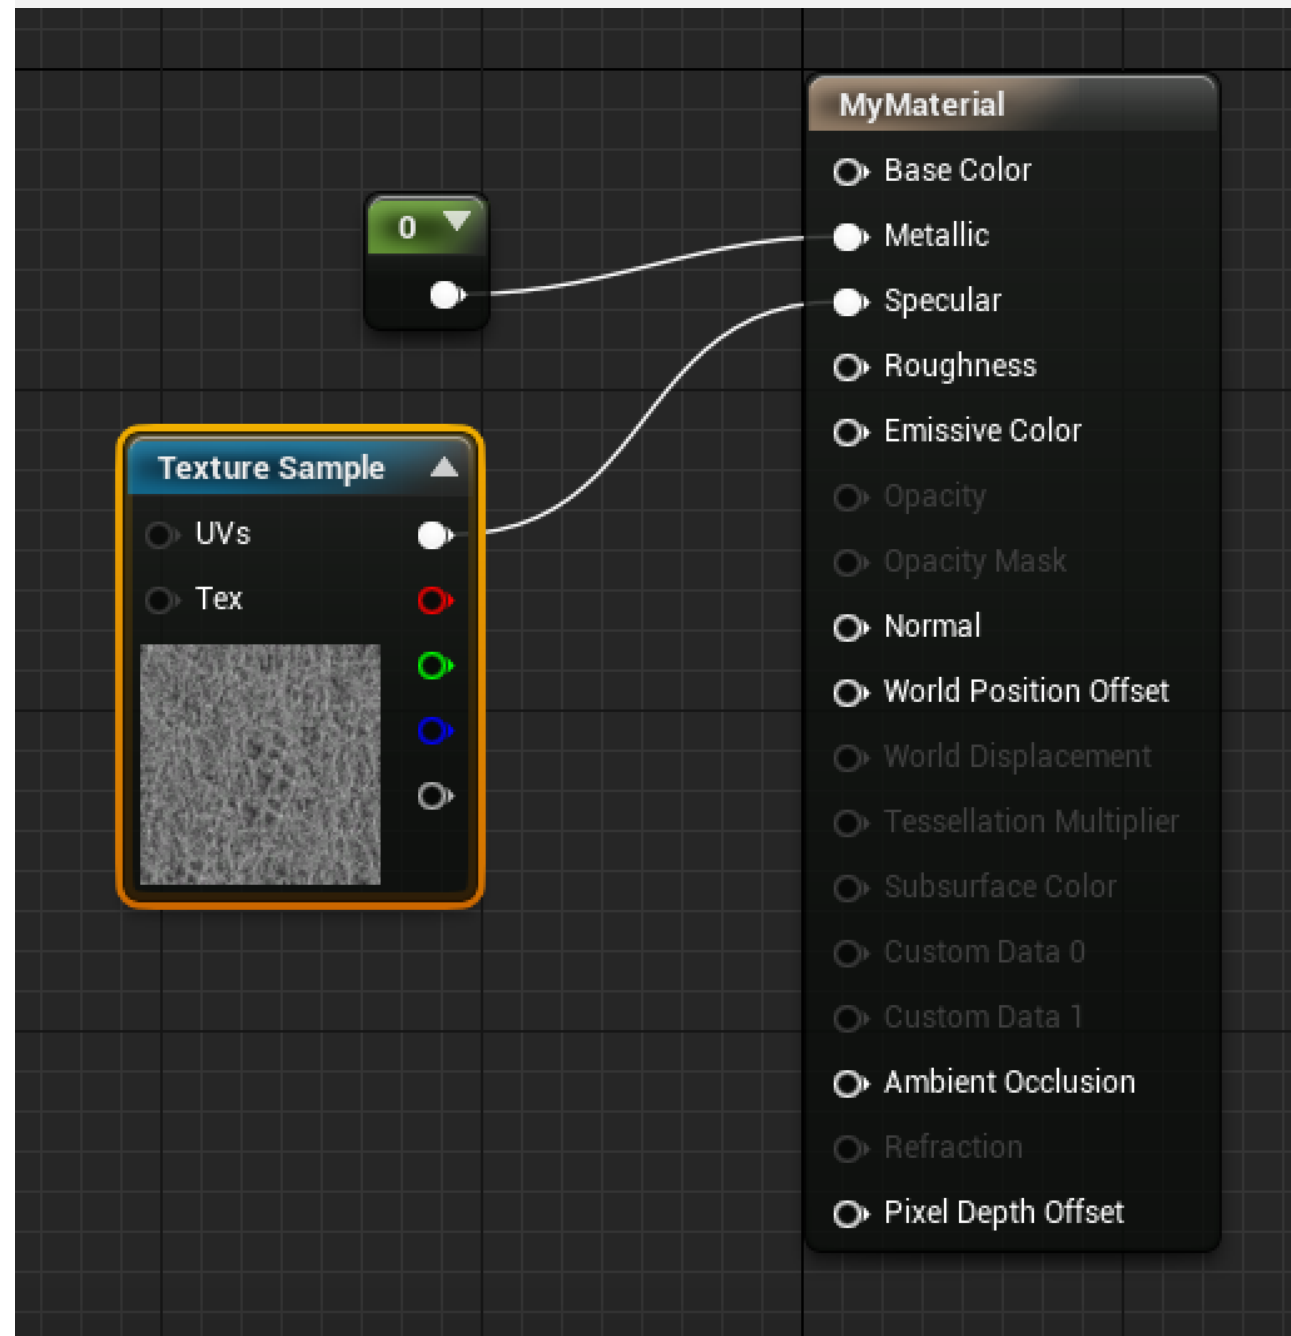 MyMaterial
Base Color
0
Metallic
Specular
Roughness
Emissive Color
Texture Sample
Opacity
UVs
Opacity Mask
Tex
Normal
World Position Offset
World Displacement
Tessellation Multiplier
Subsurface Color
Custom Data 0
Custom Data 1
Ambient Occlusion
Refraction
Pixel Depth Offset